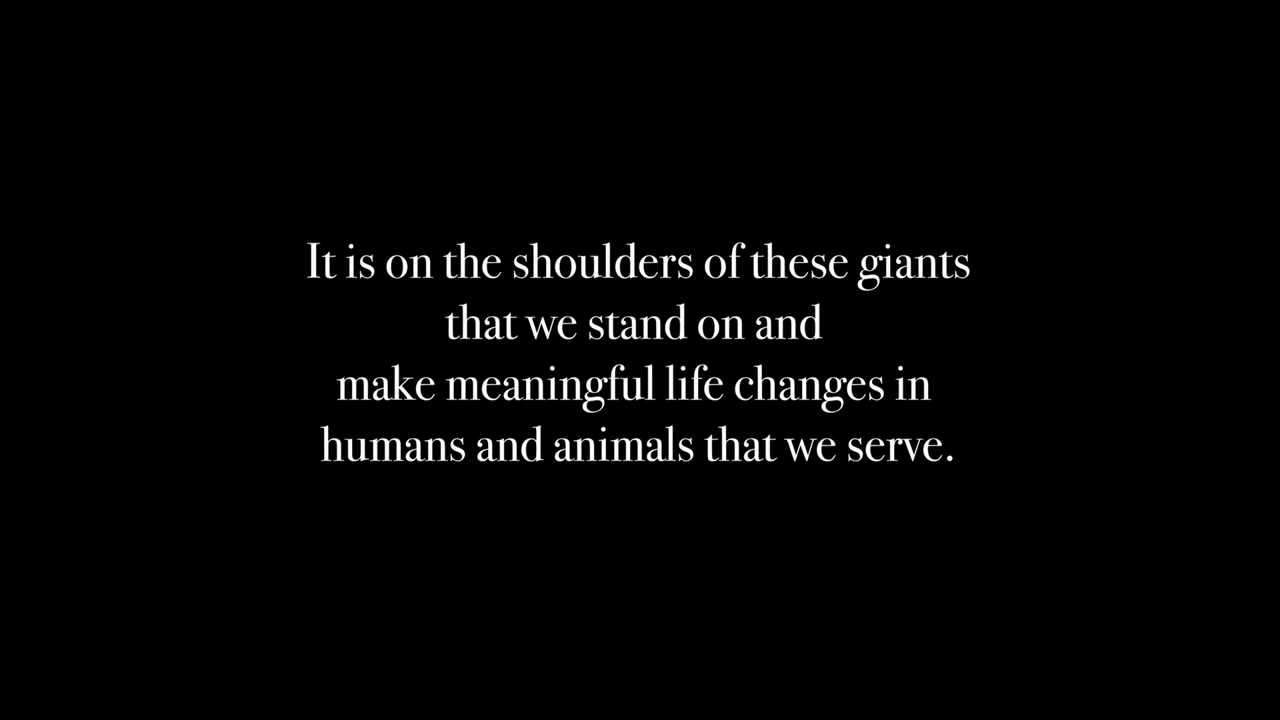 It is on the shoulders of these giants
that we stand on and
make meaningful life changes in
humans and animals that we serve.